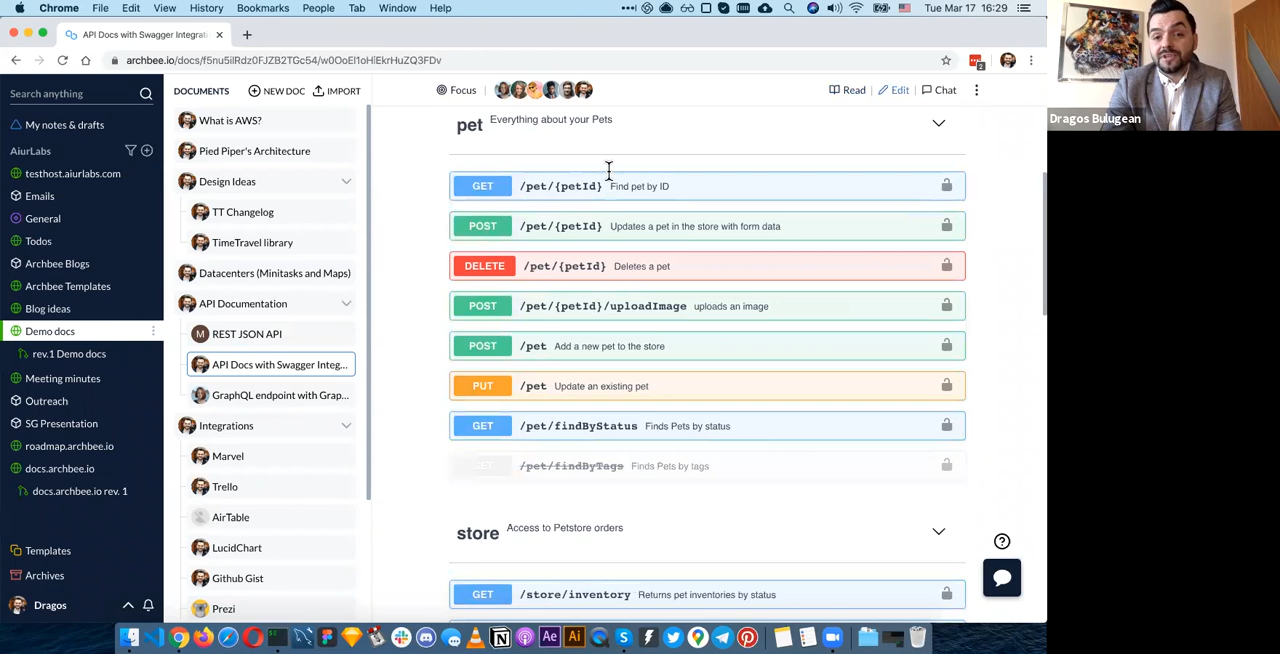 Chrome File Edit View History Bookmarks People Tab Window Help Tue Mar 17 16:29
API Docs with Swagger Integrati
archbee.io/docs/f5nu5ilRdz0FJZB2TGc54/w0OoEl1oHiEkrHuZQ3FDv
2
Dragos Bulugean
Search anything
DOCUMENTS NEW DOC IMPORT
Focus
Read Edit Chat
My notes & drafts
AiurLabs
testhost.aiurlabs.com
Emails
General
Todos
Archbee Blogs
Archbee Templates
Blog ideas
Demo docs
rev.1 Demo docs
Meeting minutes
Outreach
SG Presentation
roadmap.archbee.io
docs.archbee.io
docs.archbee.io rev. 1
Templates
Archives
Dragos
What is AWS?
Pied Piper's Architecture
Design Ideas
TT Changelog
TimeTravel library
Datacenters (Minitasks and Maps)
API Documentation
M REST JSON API
API Docs with Swagger Integ...
GraphQL endpoint with Grap...
Integrations
Marvel
Trello
AirTable
LucidChart
Github Gist
Prezi
pet Everything about your Pets
GET /pet/{petId} Find pet by ID
POST /pet/{petId} Updates a pet in the store with form data
DELETE /pet/{petId} Deletes a pet
POST /pet/{petId}/uploadImage uploads an image
POST /pet Add a new pet to the store
PUT /pet Update an existing pet
GET /pet/findByStatus Finds Pets by status
GET /pet/findByTags Finds Pets by tags
store Access to Petstore orders
GET /store/inventory Returns pet inventories by status
Ae Ai